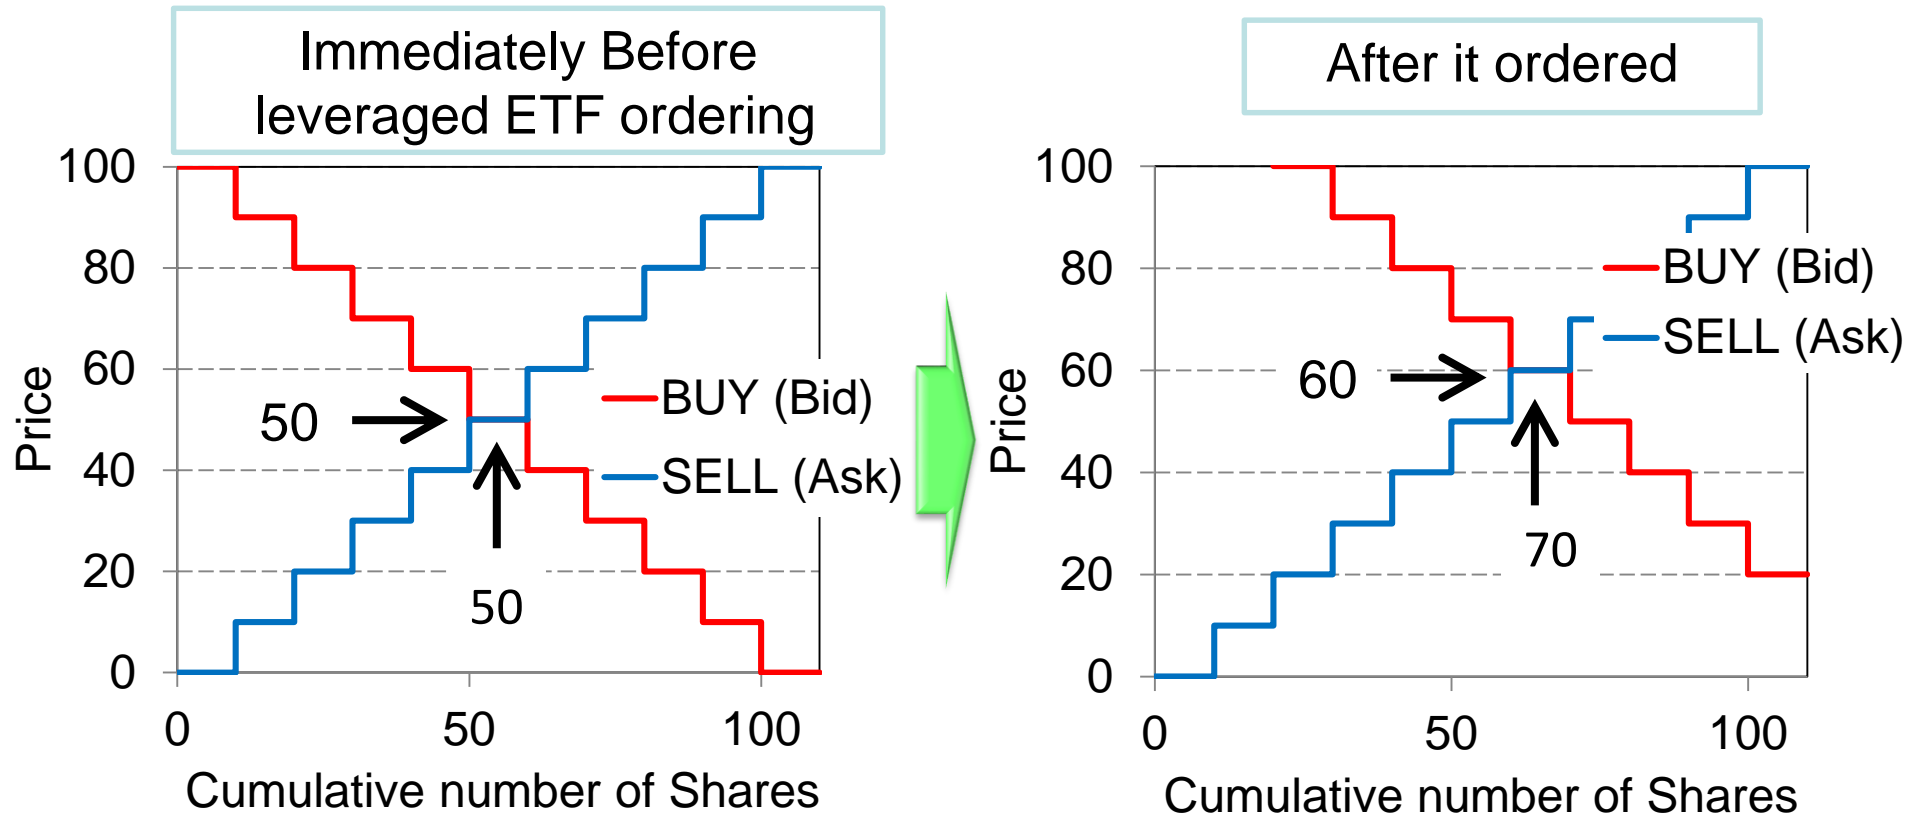 Immediately Before
leveraged ETF ordering
100
80
60
40
20
0
Price
50
50
BUY (Bid)
SELL (Ask)
0
50
100
Cumulative number of Shares
After it ordered
100
80
60
40
20
0
Price
60
70
BUY (Bid)
SELL (Ask)
0
50
100
Cumulative number of Shares